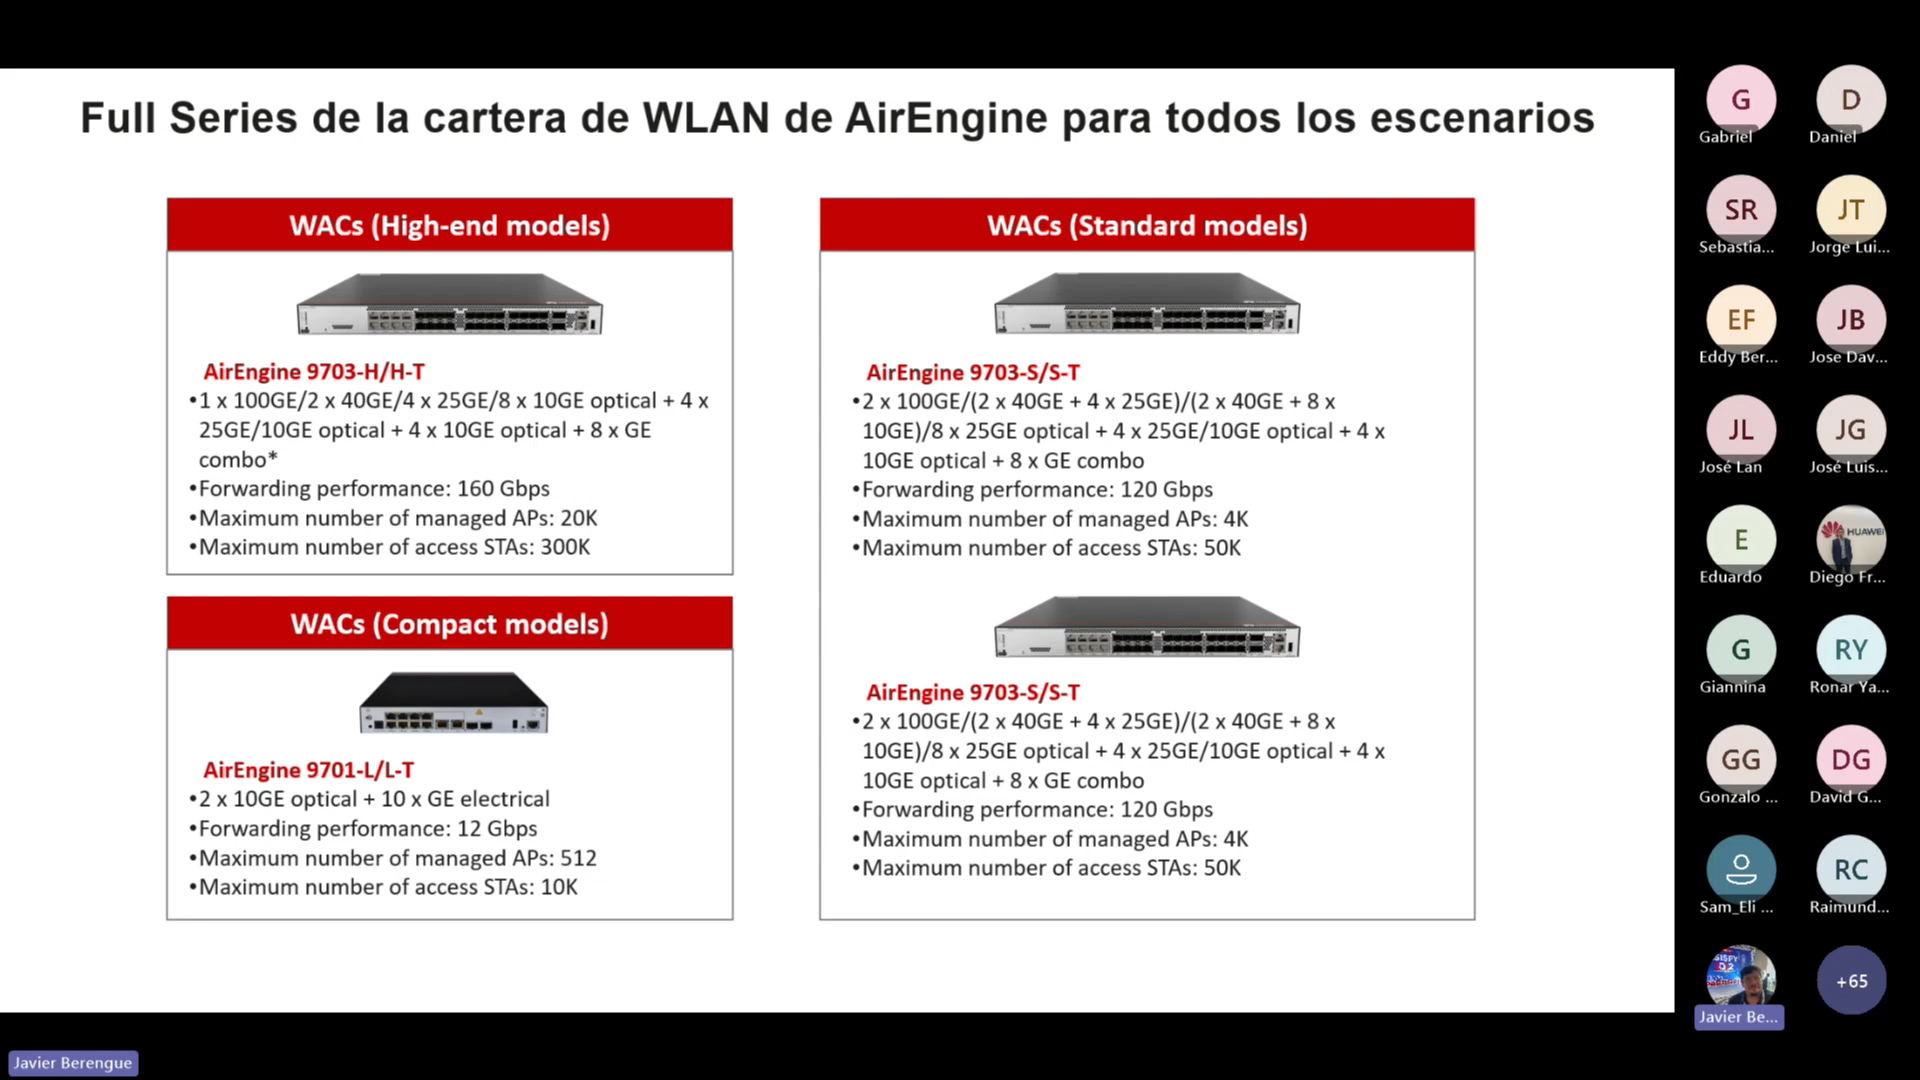 Full Series de la cartera de WLAN de AirEngine para todos los escenarios
WACs (High-end models)
AirEngine 9703-H/H-T
•1 x 100GE/2 x 40GE/4 x 25GE/8 x 10GE optical + 4 x
25GE/10GE optical + 4 x 10GE optical + 8 x GE
combo*
•Forwarding performance: 160 Gbps
•Maximum number of managed APs: 20K
•Maximum number of access STAs: 300K
WACs (Compact models)
AirEngine 9701-L/L-T
•2 x 10GE optical + 10 x GE electrical
•Forwarding performance: 12 Gbps
•Maximum number of managed APs: 512
•Maximum number of access STAs: 10K
WACs (Standard models)
AirEngine 9703-S/S-T
•2 x 100GE/(2 x 40GE + 4 x 25GE)/(2 x 40GE + 8 x
10GE)/8 x 25GE optical + 4 x 25GE/10GE optical + 4 x
10GE optical + 8 x GE combo
•Forwarding performance: 120 Gbps
•Maximum number of managed APs: 4K
•Maximum number of access STAs: 50K
AirEngine 9703-S/S-T
•2 x 100GE/(2 x 40GE + 4 x 25GE)/(2 x 40GE + 8 x
10GE)/8 x 25GE optical + 4 x 25GE/10GE optical + 4 x
10GE optical + 8 x GE combo
•Forwarding performance: 120 Gbps
•Maximum number of managed APs: 4K
•Maximum number of access STAs: 50K
G
Gabriel
D
Daniel
SR
Sebastia...
JT
Jorge Lui...
EF
Eddy Ber...
JB
Jose Dav...
JL
José Lan
JG
José Luis...
E
Eduardo
HUAWEI
Diego Fr...
G
Giannina
RY
Ronar Ya...
GG
Gonzalo ...
DG
David G...
Sam_Eli ...
RC
Raimund...
Javier Be...
+65
Javier Berengue